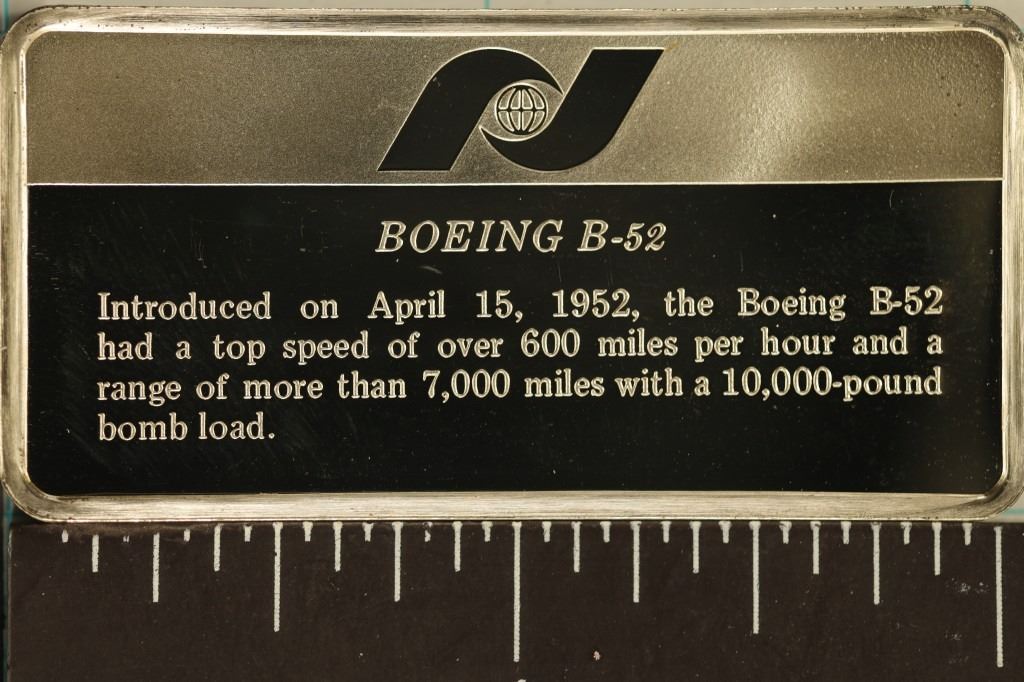 BOEING B-52
Introduced on April 15, 1952, the Boeing B-52
had a top speed of over 600 miles per hour and a
range of more than 7,000 miles with a 10,000-pound
bomb load.